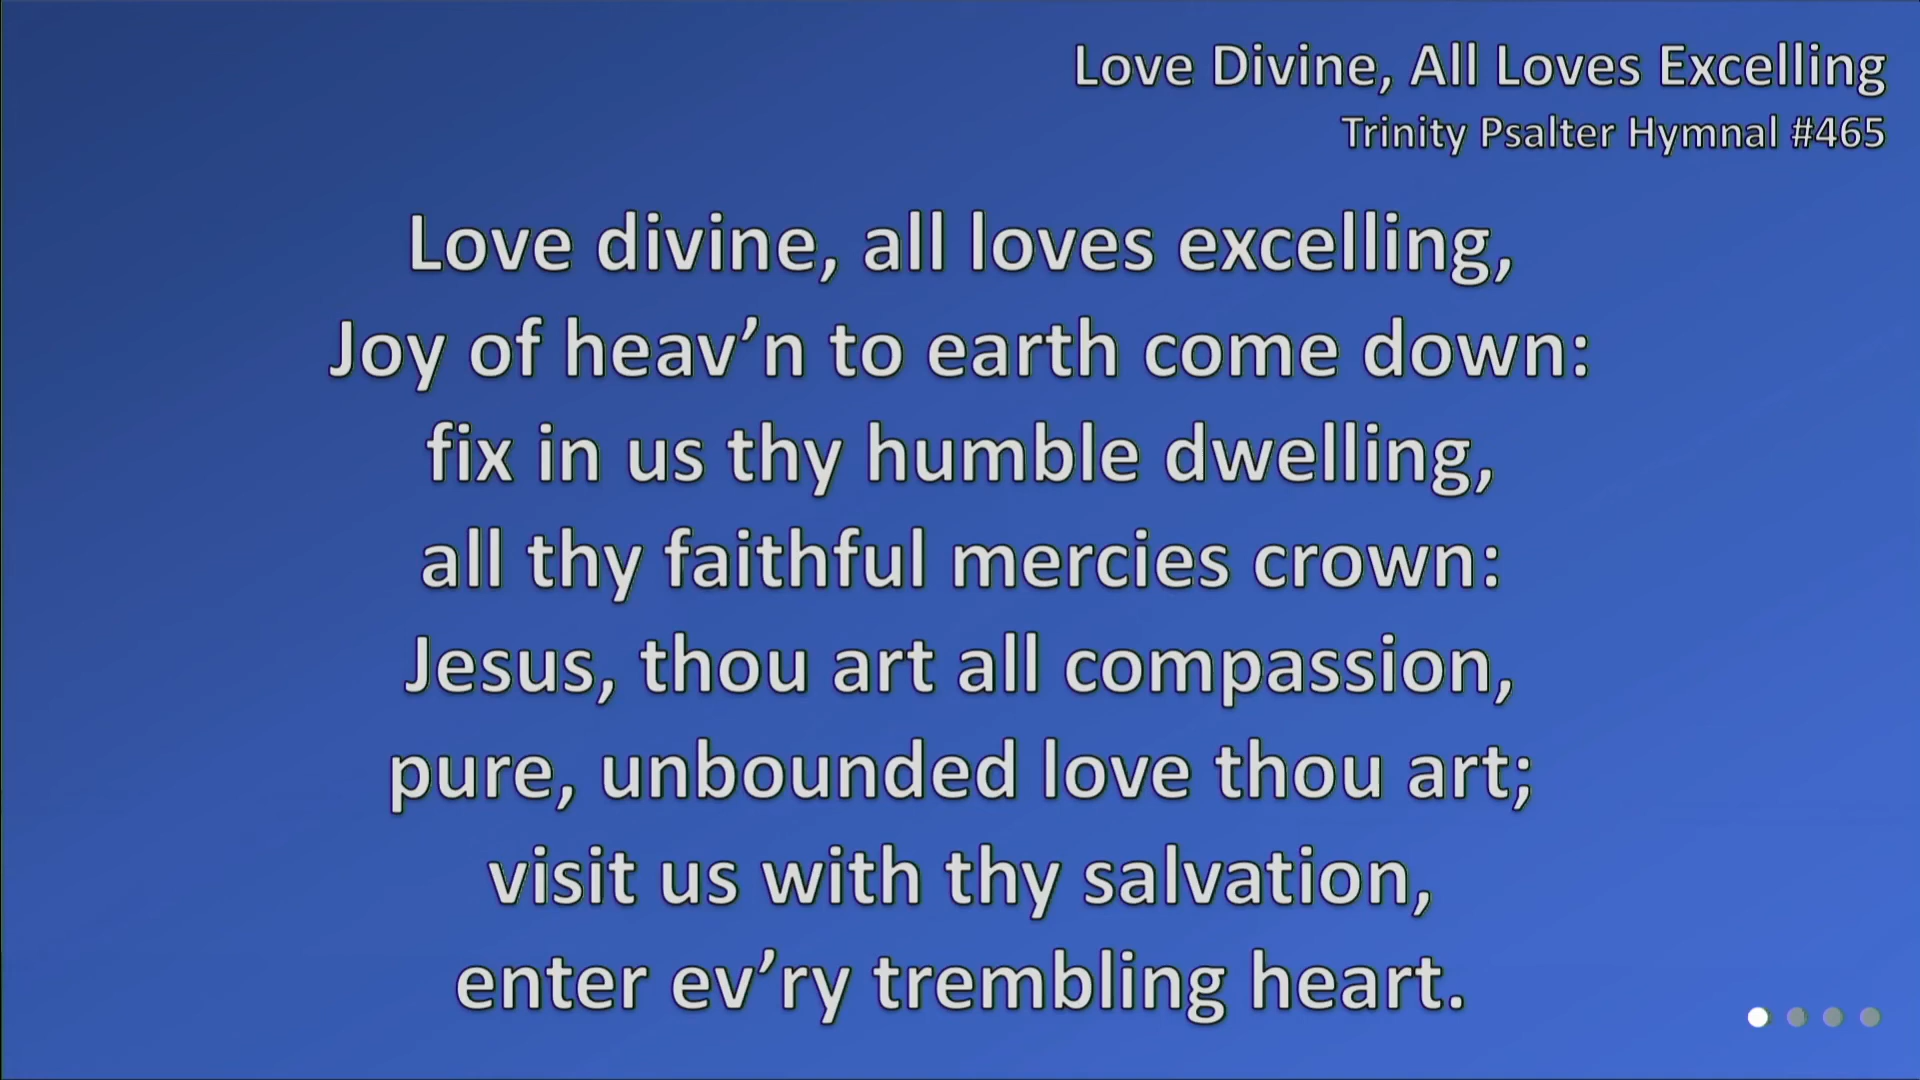 Love Divine, All Loves Excelling
Trinity Psalter Hymnal #465
Love divine, all loves excelling,
Joy of heav’n to earth come down:
fix in us thy humble dwelling,
all thy faithful mercies crown:
Jesus, thou art all compassion,
pure, unbounded love thou art;
visit us with thy salvation,
enter ev’ry trembling heart.